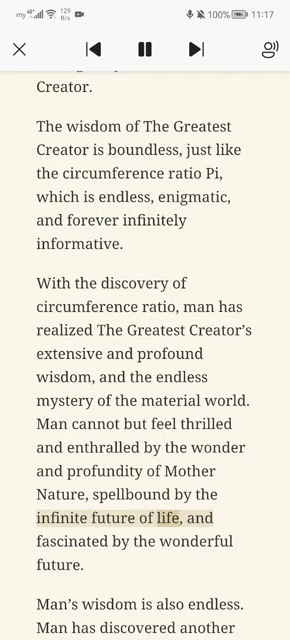 my 4G 129 B/s 100% 11:17
Creator.
The wisdom of The Greatest
Creator is boundless, just like
the circumference ratio Pi,
which is endless, enigmatic,
and forever infinitely
informative.
With the discovery of
circumference ratio, man has
realized The Greatest Creator’s
extensive and profound
wisdom, and the endless
mystery of the material world.
Man cannot but feel thrilled
and enthralled by the wonder
and profundity of Mother
Nature, spellbound by the
infinite future of life, and
fascinated by the wonderful
future.
Man’s wisdom is also endless.
Man has discovered another